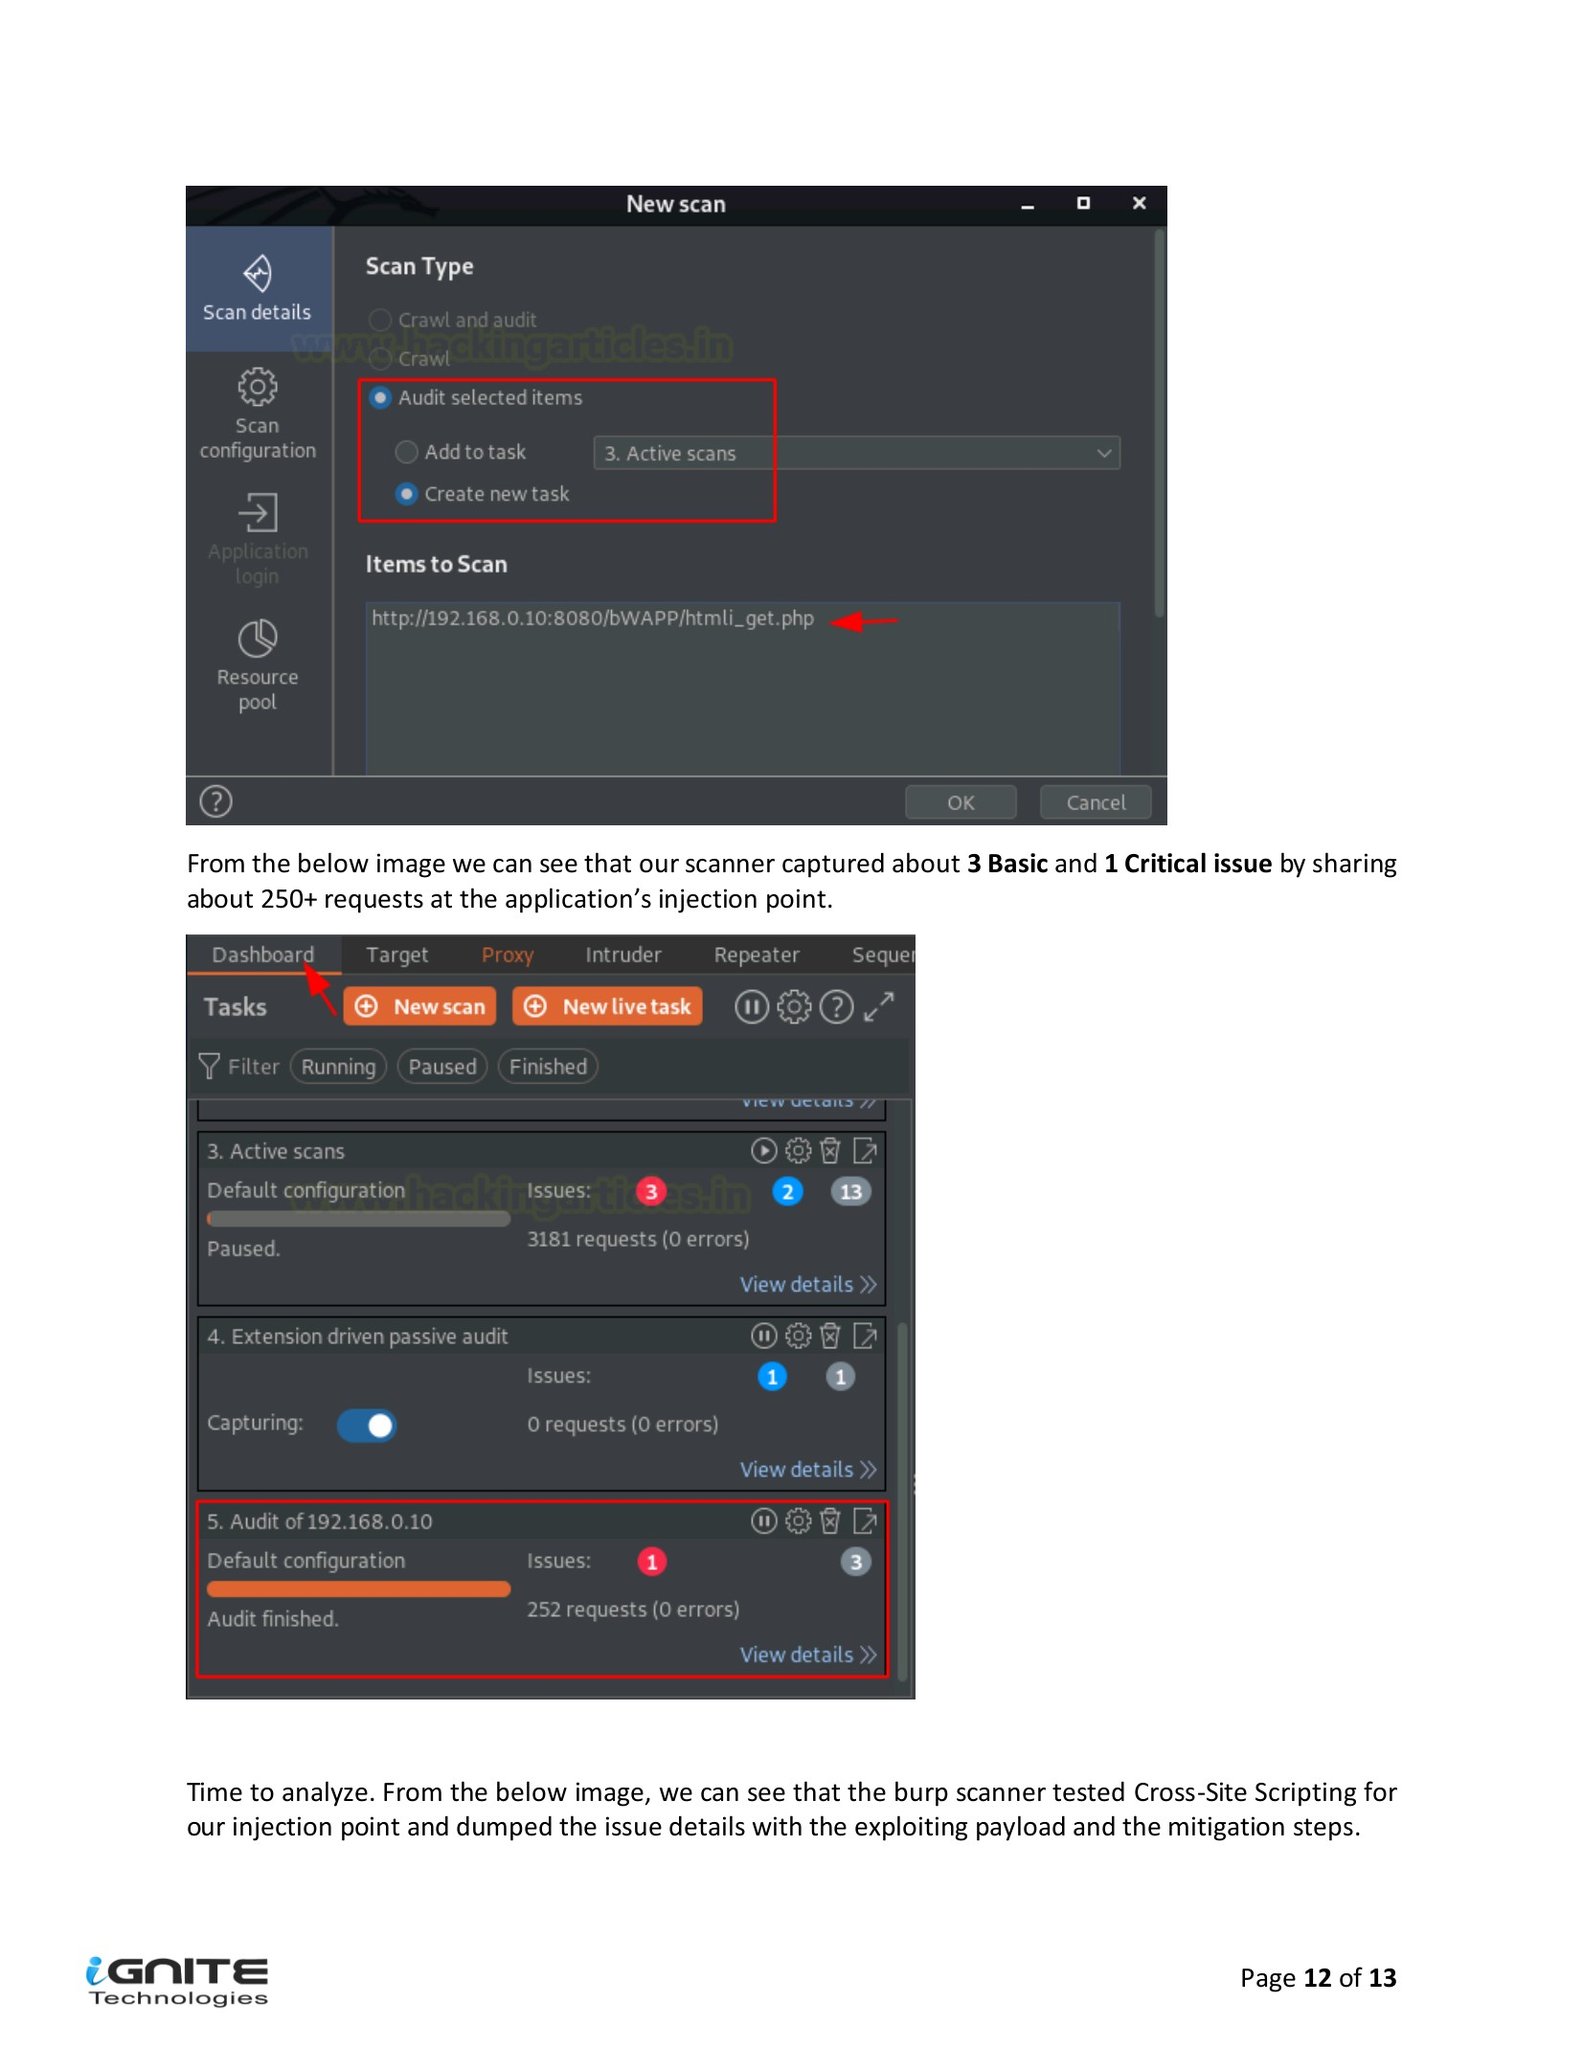 New scan
Scan details
Scan
configuration
Application
login
Resource
pool
Scan Type
Crawl and audit
www.hackingarticles.in
Crawl
Audit selected items
Add to task
3. Active scans
Create new task
Items to Scan
http://192.168.0.10:8080/bWAPP/htmli_get.php
OK
Cancel
From the below image we can see that our scanner captured about 3 Basic and 1 Critical issue by sharing
about 250+ requests at the application’s injection point.
Dashboard Target Proxy Intruder Repeater Sequer
Tasks New scan New live task
Filter Running Paused Finished
View details
3. Active scans
Default configuration Issues: 3 2 13
www.hackingarticles.in
3181 requests (0 errors)
Paused.
View details
4. Extension driven passive audit
Issues: 1 1
Capturing: 0 requests (0 errors)
View details
5. Audit of 192.168.0.10
Default configuration Issues: 1 3
252 requests (0 errors)
Audit finished.
View details
Time to analyze. From the below image, we can see that the burp scanner tested Cross-Site Scripting for
our injection point and dumped the issue details with the exploiting payload and the mitigation steps.
iGNITE
Technologies
Page 12 of 13